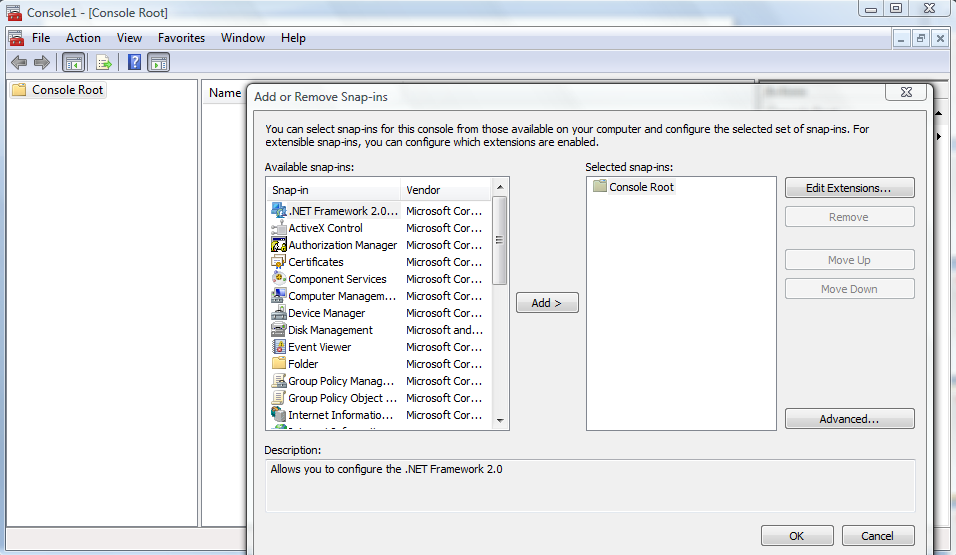 Console1 - [Console Root]
File Action View Favorites Window Help
Console Root
Name
Add or Remove Snap-ins
You can select snap-ins for this console from those available on your computer and configure the selected set of snap-ins. For
extensible snap-ins, you can configure which extensions are enabled.
Available snap-ins:
Snap-in Vendor
.NET Framework 2.0... Microsoft Cor...
ActiveX Control Microsoft Cor...
Authorization Manager Microsoft Cor...
Certificates Microsoft Cor...
Component Services Microsoft Cor...
Computer Managem... Microsoft Cor...
Device Manager Microsoft Cor...
Disk Management Microsoft and...
Event Viewer Microsoft Cor...
Folder Microsoft Cor...
Group Policy Manag... Microsoft Cor...
Group Policy Object ... Microsoft Cor...
Internet Informatio... Microsoft Cor...
Add >
Selected snap-ins:
Console Root
Edit Extensions...
Remove
Move Up
Move Down
Advanced...
Description:
Allows you to configure the .NET Framework 2.0
OK Cancel